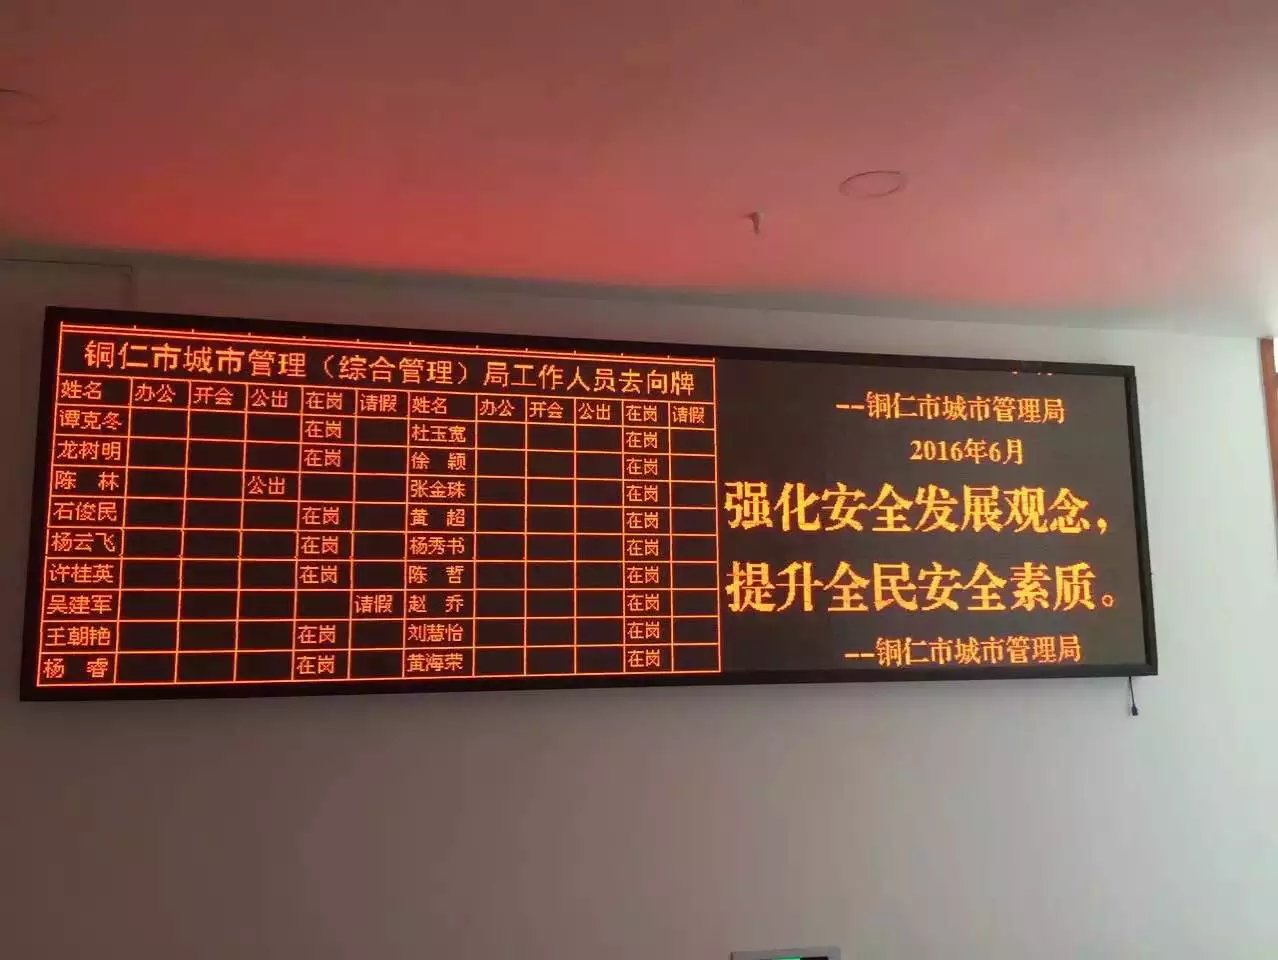 铜仁市城市管理（综合管理）局工作人员去向牌
姓名 办公 开会 公出 在岗 请假 姓名 办公 开会 公出 在岗 请假
谭克冬 在岗 杜玉宽 在岗
龙树明 在岗 徐 颖 在岗
陈 林 公出 张金珠 在岗
石俊民 在岗 黄 超 在岗
杨云飞 在岗 杨秀书 在岗
许桂英 在岗 陈 哲 在岗
吴建军 请假 赵 乔 在岗
王朝艳 在岗 刘慧怡 在岗
杨 睿 在岗 黄海荣 在岗
--铜仁市城市管理局
2016年6月
强化安全发展观念，
提升全民安全素质。
--铜仁市城市管理局